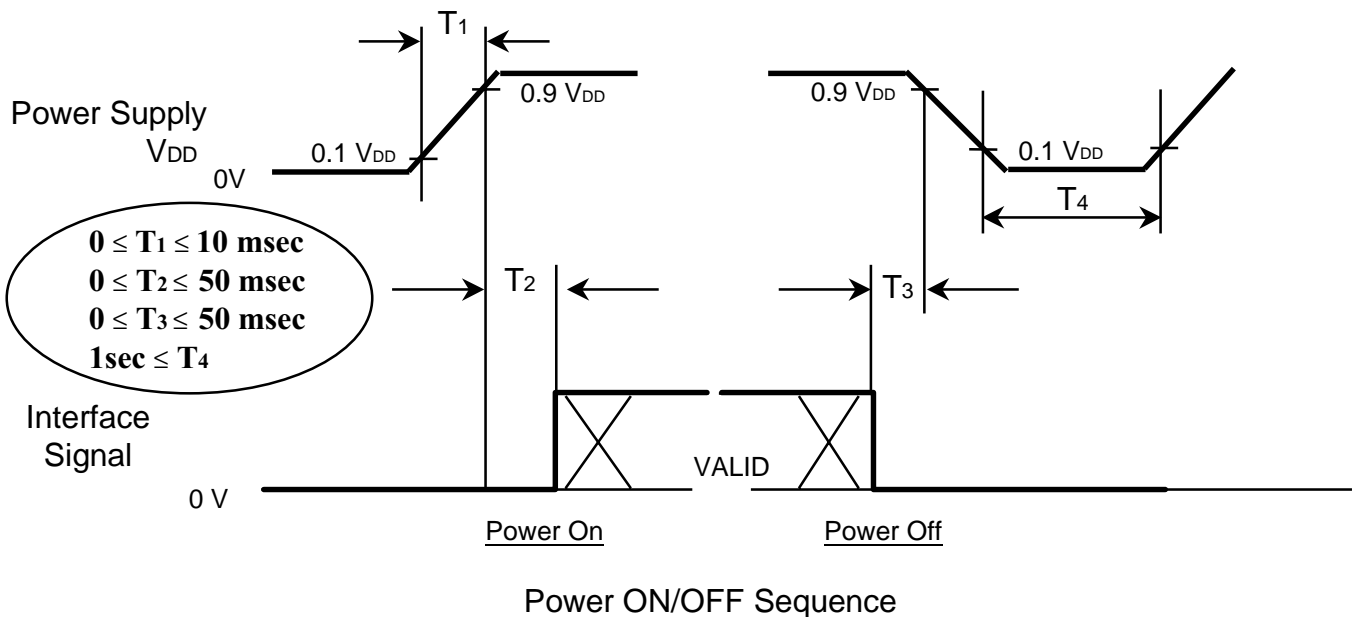 T1
0.9 VDD
0.9 VDD
Power Supply
VDD
0.1 VDD
0.1 VDD
0V
T4
0 ≤ T1 ≤ 10 msec
0 ≤ T2 ≤ 50 msec
0 ≤ T3 ≤ 50 msec
1sec ≤ T4
T2
T3
Interface
Signal
VALID
0 V
Power On
Power Off
Power ON/OFF Sequence